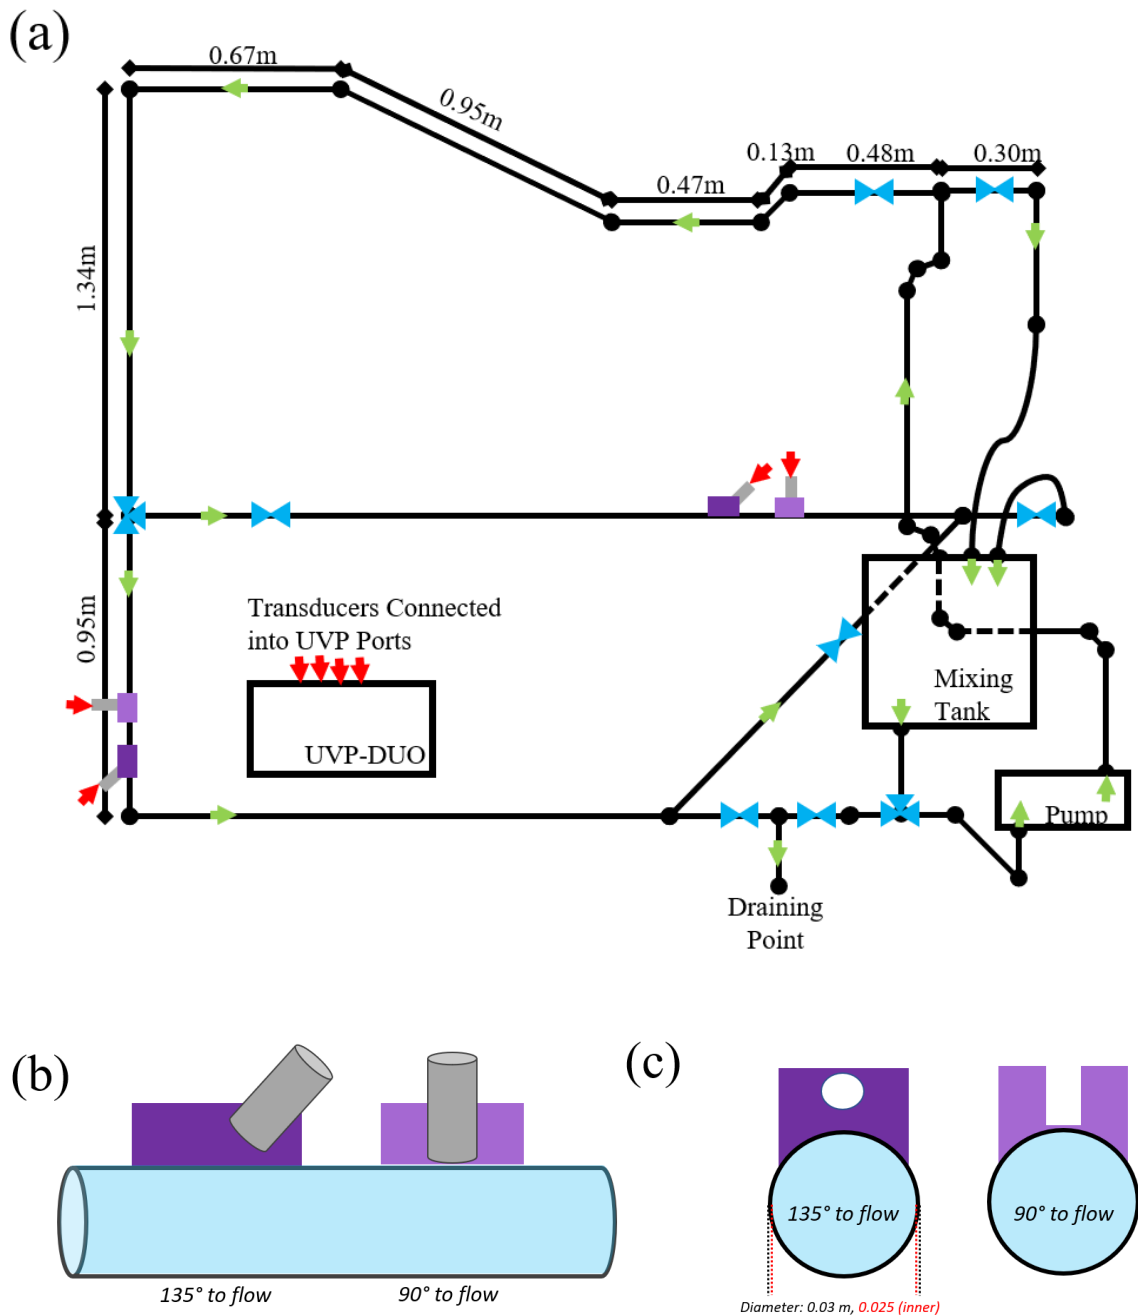 (a)
0.67m
0.95m
0.13m
0.48m
0.30m
0.47m
1.34m
0.95m
Transducers Connected
into UVP Ports
UVP-DUO
Mixing
Tank
Pump
Draining
Point
(b)
135° to flow
90° to flow
(c)
135° to flow
90° to flow
Diameter: 0.03 m, 0.025 (inner)